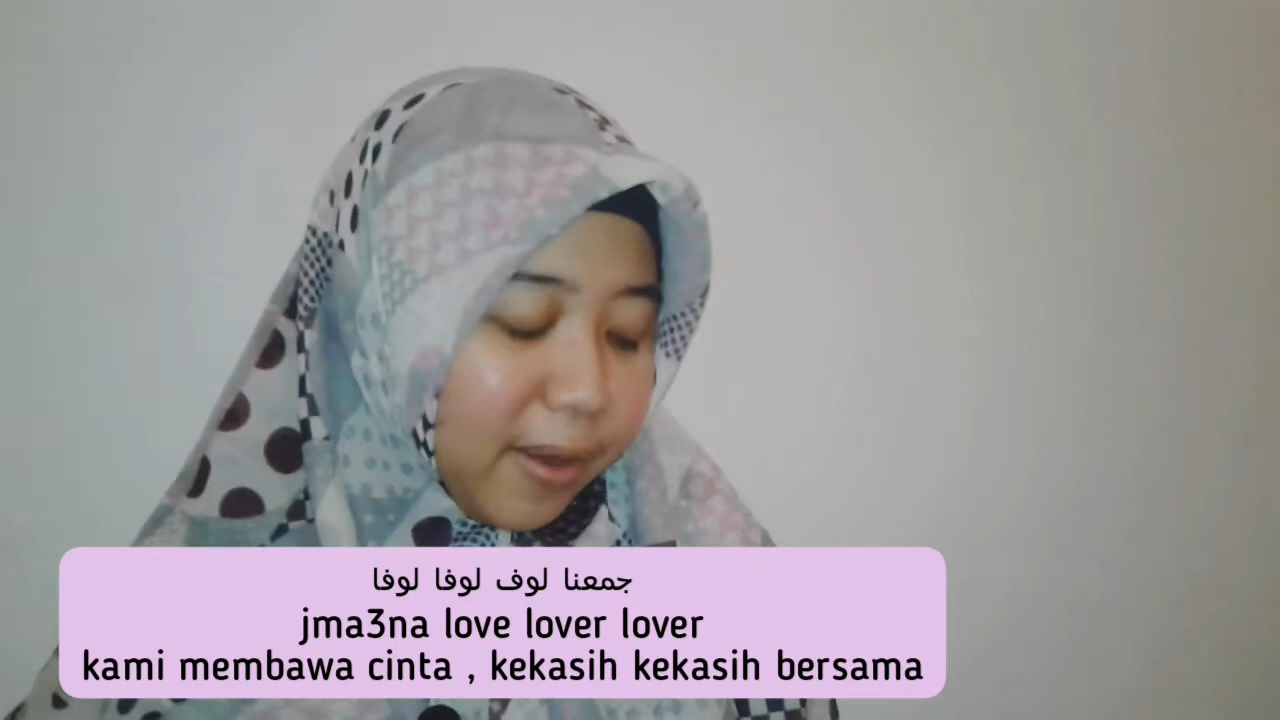 جمعنا لوف لوفا لوفا
jma3na love lover lover
kami membawa cinta , kekasih kekasih bersama